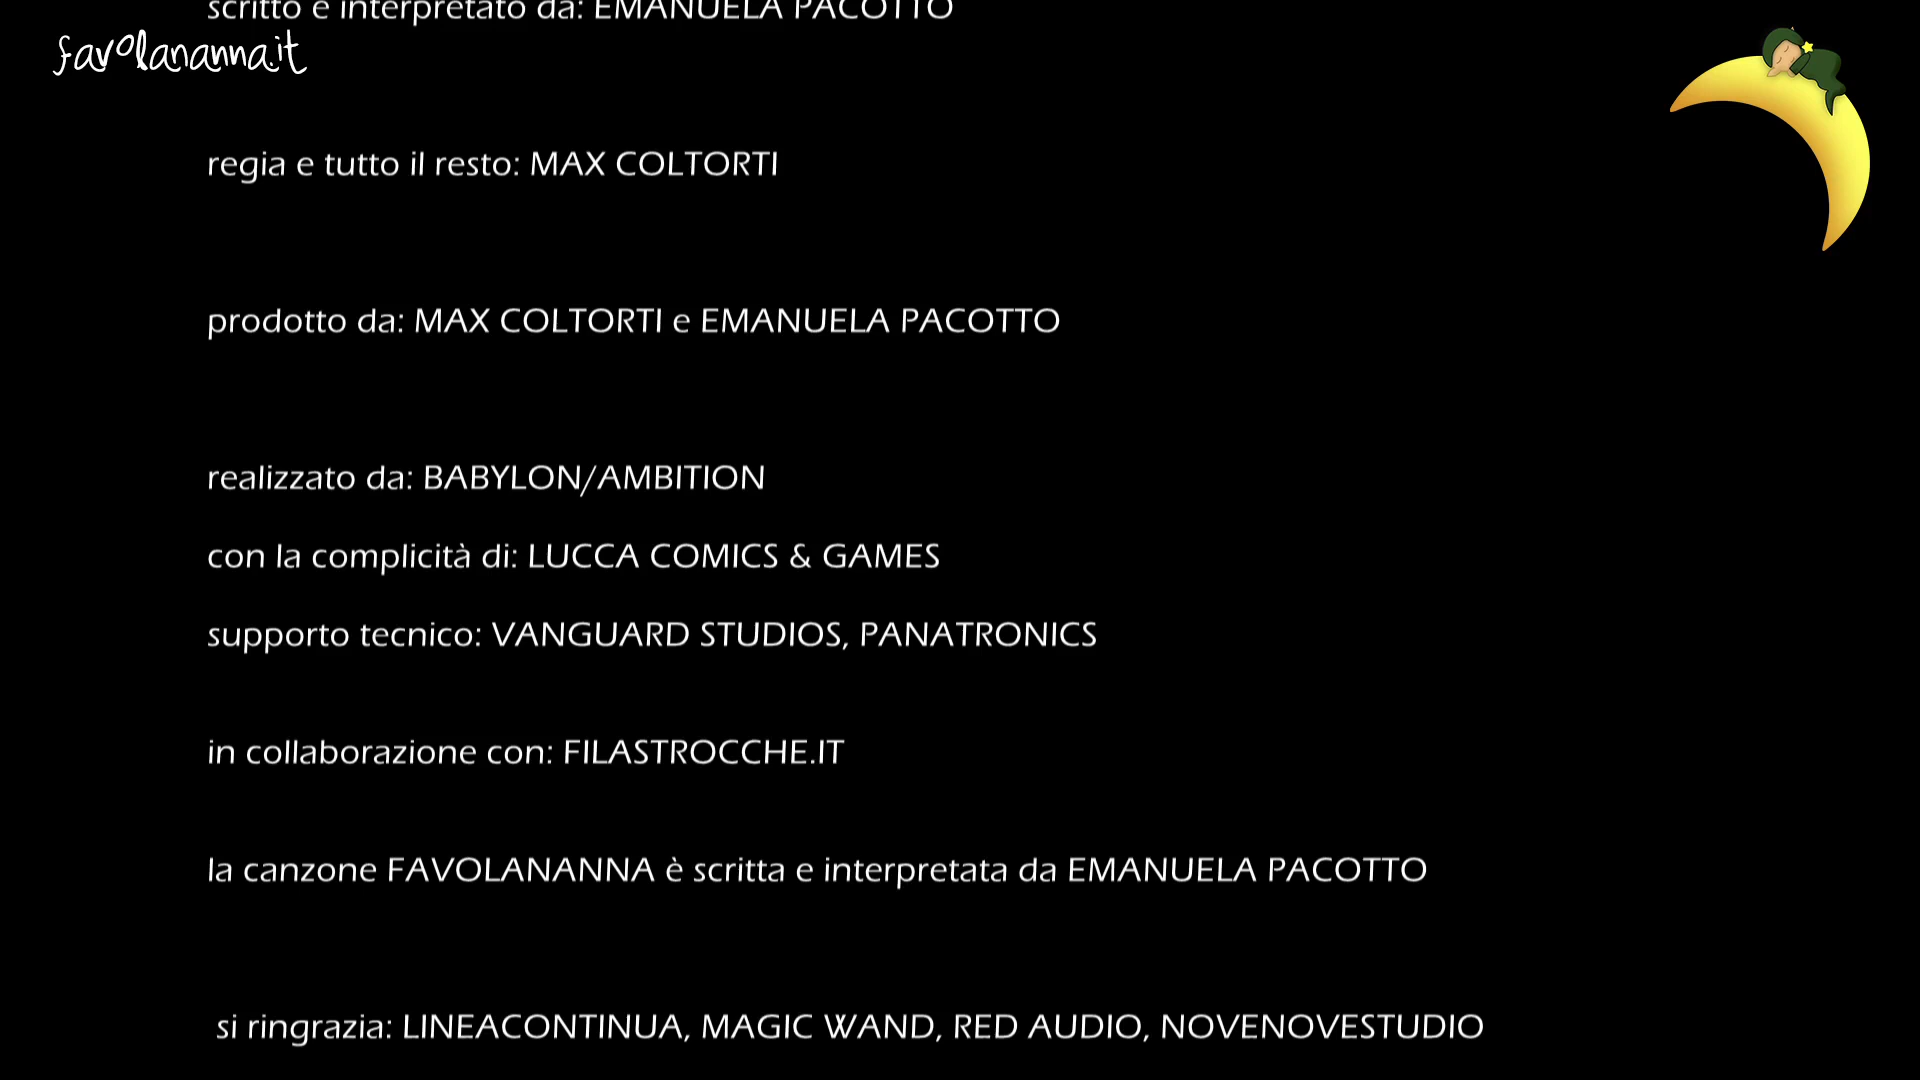 scritto e interpretato da: EMANUELA PACOTTO
favolananna.it
regia e tutto il resto: MAX COLTORTI
prodotto da: MAX COLTORTI e EMANUELA PACOTTO
realizzato da: BABYLON/AMBITION
con la complicità di: LUCCA COMICS & GAMES
supporto tecnico: VANGUARD STUDIOS, PANATRONICS
in collaborazione con: FILASTROCCHE.IT
la canzone FAVOLANANNA è scritta e interpretata da EMANUELA PACOTTO
si ringrazia: LINEACONTINUA, MAGIC WAND, RED AUDIO, NOVENOVESTUDIO